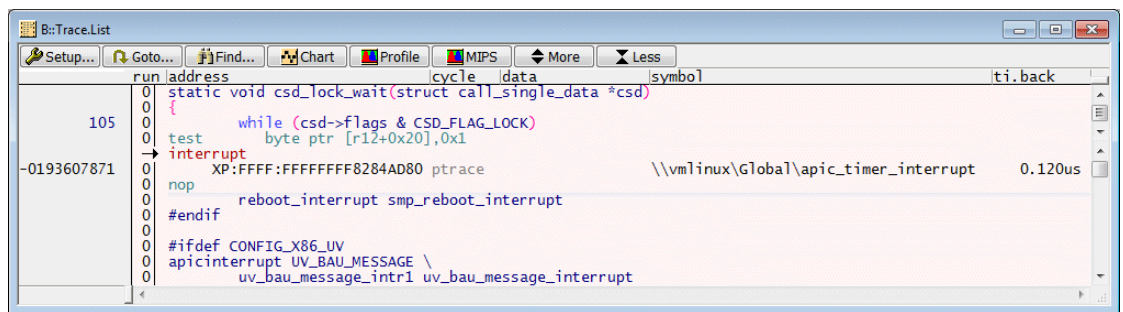 B::Trace.List
Setup... Goto... Find... Chart Profile MIPS More Less
run address cycle data symbol ti.back
0 static void csd_lock_wait(struct call_single_data *csd)
0 {
105 0 while (csd->flags & CSD_FLAG_LOCK)
0 test byte ptr [r12+0x20],0x1
interrupt
-0193607871 0 XP:FFFF:FFFFFFFF8284AD80 ptrace \\vmlinux\Global\apic_timer_interrupt 0.120us
0 nop
0 reboot_interrupt smp_reboot_interrupt
0 #endif
0
0 #ifdef CONFIG_X86_UV
0 apicinterrupt UV_BAU_MESSAGE \
0 uv_bau_message_intr1 uv_bau_message_interrupt